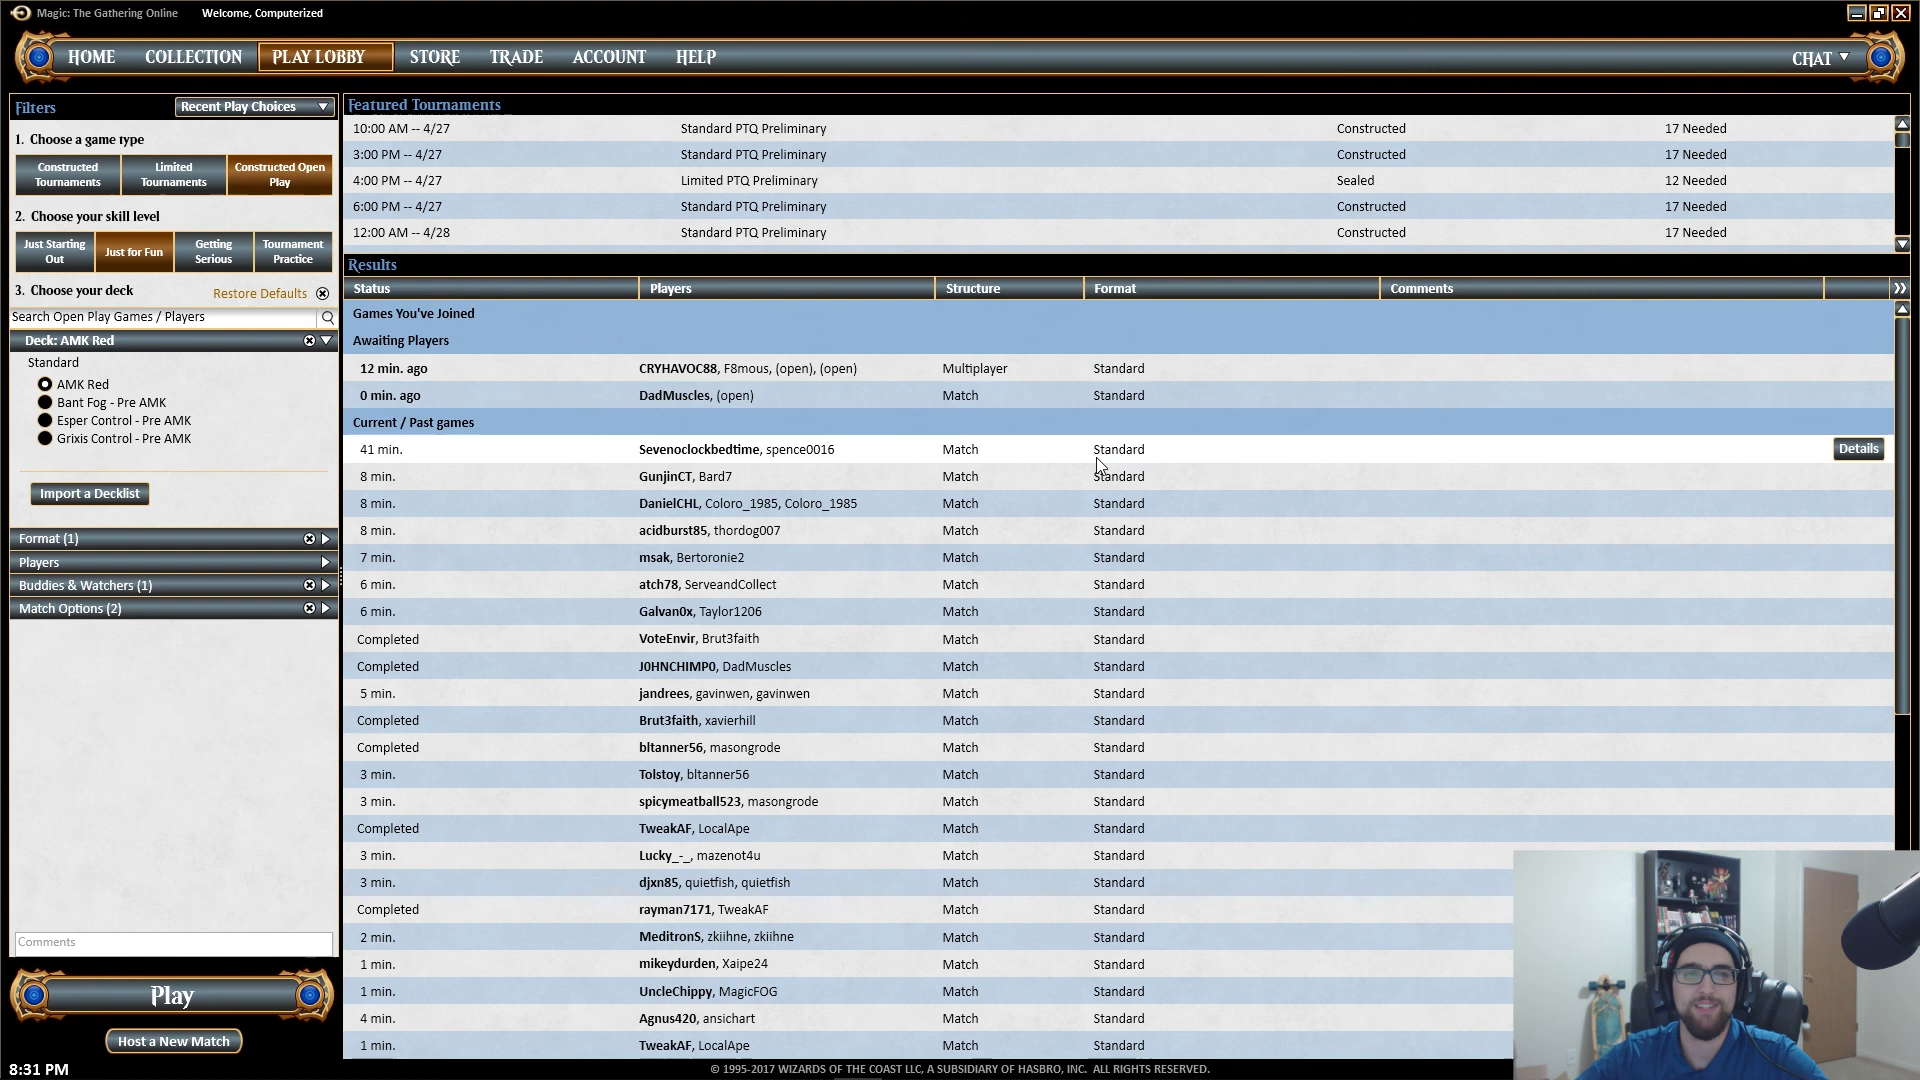 Magic: The Gathering Online Welcome, Computerized
HOME COLLECTION PLAY LOBBY STORE TRADE ACCOUNT HELP CHAT
Filters Recent Play Choices
1. Choose a game type
Constructed Tournaments Limited Tournaments Constructed Open Play
2. Choose your skill level
Just Starting Out Just for Fun Getting Serious Tournament Practice
3. Choose your deck Restore Defaults
Search Open Play Games / Players
Deck: AMK Red
Standard
AMK Red
Bant Fog - Pre AMK
Esper Control - Pre AMK
Grixis Control - Pre AMK
Import a Decklist
Format (1)
Players
Buddies & Watchers (1)
Match Options (2)
Comments
Play
Host a New Match
8:31 PM
Featured Tournaments
10:00 AM -- 4/27 Standard PTQ Preliminary Constructed 17 Needed
3:00 PM -- 4/27 Standard PTQ Preliminary Constructed 17 Needed
4:00 PM -- 4/27 Limited PTQ Preliminary Sealed 12 Needed
6:00 PM -- 4/27 Standard PTQ Preliminary Constructed 17 Needed
12:00 AM -- 4/28 Standard PTQ Preliminary Constructed 17 Needed
Results
Status Players Structure Format Comments
Games You've Joined
Awaiting Players
12 min. ago CRYHAVOC88, F8mous, (open), (open) Multiplayer Standard
0 min. ago DadMuscles, (open) Match Standard
Current / Past games
41 min. Sevenoclockbedtime, spence0016 Match Standard Details
8 min. GunjinCT, Bard7 Match Standard
8 min. DanielCHL, Coloro_1985, Coloro_1985 Match Standard
8 min. acidburst85, thordog007 Match Standard
7 min. msak, Bertoronie2 Match Standard
6 min. atch78, ServeandCollect Match Standard
6 min. Galvan0x, Taylor1206 Match Standard
Completed VoteEnvir, Brut3faith Match Standard
Completed J0HNCHIMP0, DadMuscles Match Standard
5 min. jandrees, gavinwen, gavinwen Match Standard
Completed Brut3faith, xavierhill Match Standard
Completed bltanner56, masongrode Match Standard
3 min. Tolstoy, bltanner56 Match Standard
3 min. spicymeatball523, masongrode Match Standard
Completed TweakAF, LocalApe Match Standard
3 min. Lucky_-_, mazenot4u Match Standard
3 min. djxn85, quietfish, quietfish Match Standard
Completed rayman7171, TweakAF Match Standard
2 min. MeditronS, zkiihne, zkiihne Match Standard
1 min. mikeydurden, Xaipe24 Match Standard
1 min. UncleChippy, MagicFOG Match Standard
4 min. Agnus420, ansichart Match Standard
1 min. TweakAF, LocalApe Match Standard
© 1995-2017 WIZARDS OF THE COAST LLC, A SUBSIDIARY OF HASBRO, INC. ALL RIGHTS RESERVED.